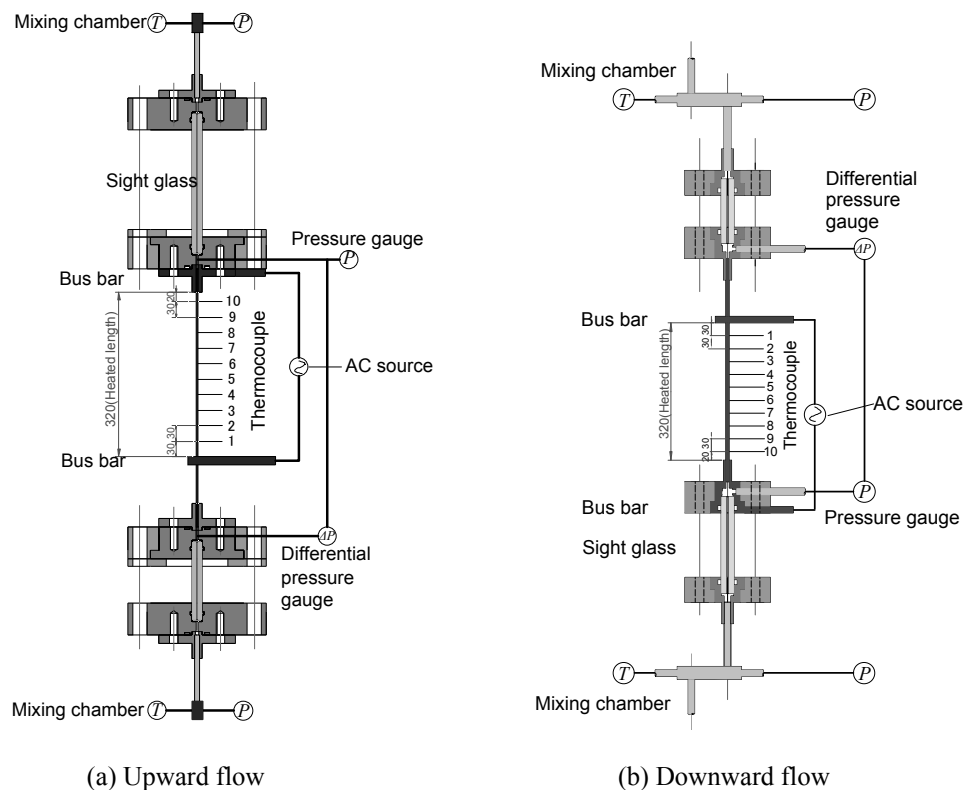 Mixing chamber
T
P
Sight glass
Pressure gauge
P
Bus bar
320(Heated length)
30 20
10
9
8
7
6
5
4
3
2
1
30 30
Thermocouple
AC source
Bus bar
ΔP
Differential
pressure
gauge
Mixing chamber
T
P
(a) Upward flow
Mixing chamber
T
P
Differential
pressure
gauge
ΔP
Bus bar
320(Heated length)
30 30
1
2
3
4
5
6
7
8
9
10
20 30
Thermocouple
AC source
Bus bar
P
Pressure gauge
Sight glass
T
P
Mixing chamber
(b) Downward flow